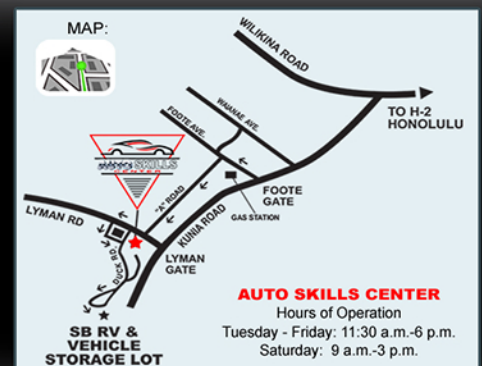 MAP:
WILIKINA ROAD
TO H-2
HONOLULU
WAIANAE AVE.
FOOTE AVE.
AUTO SKILLS
CENTER
"A" ROAD
FOOTE
GATE
GAS STATION
LYMAN RD
KUNIA ROAD
LYMAN
GATE
DUCK RD.
SB RV &
VEHICLE
STORAGE LOT
AUTO SKILLS CENTER
Hours of Operation
Tuesday - Friday: 11:30 a.m.-6 p.m.
Saturday: 9 a.m.-3 p.m.